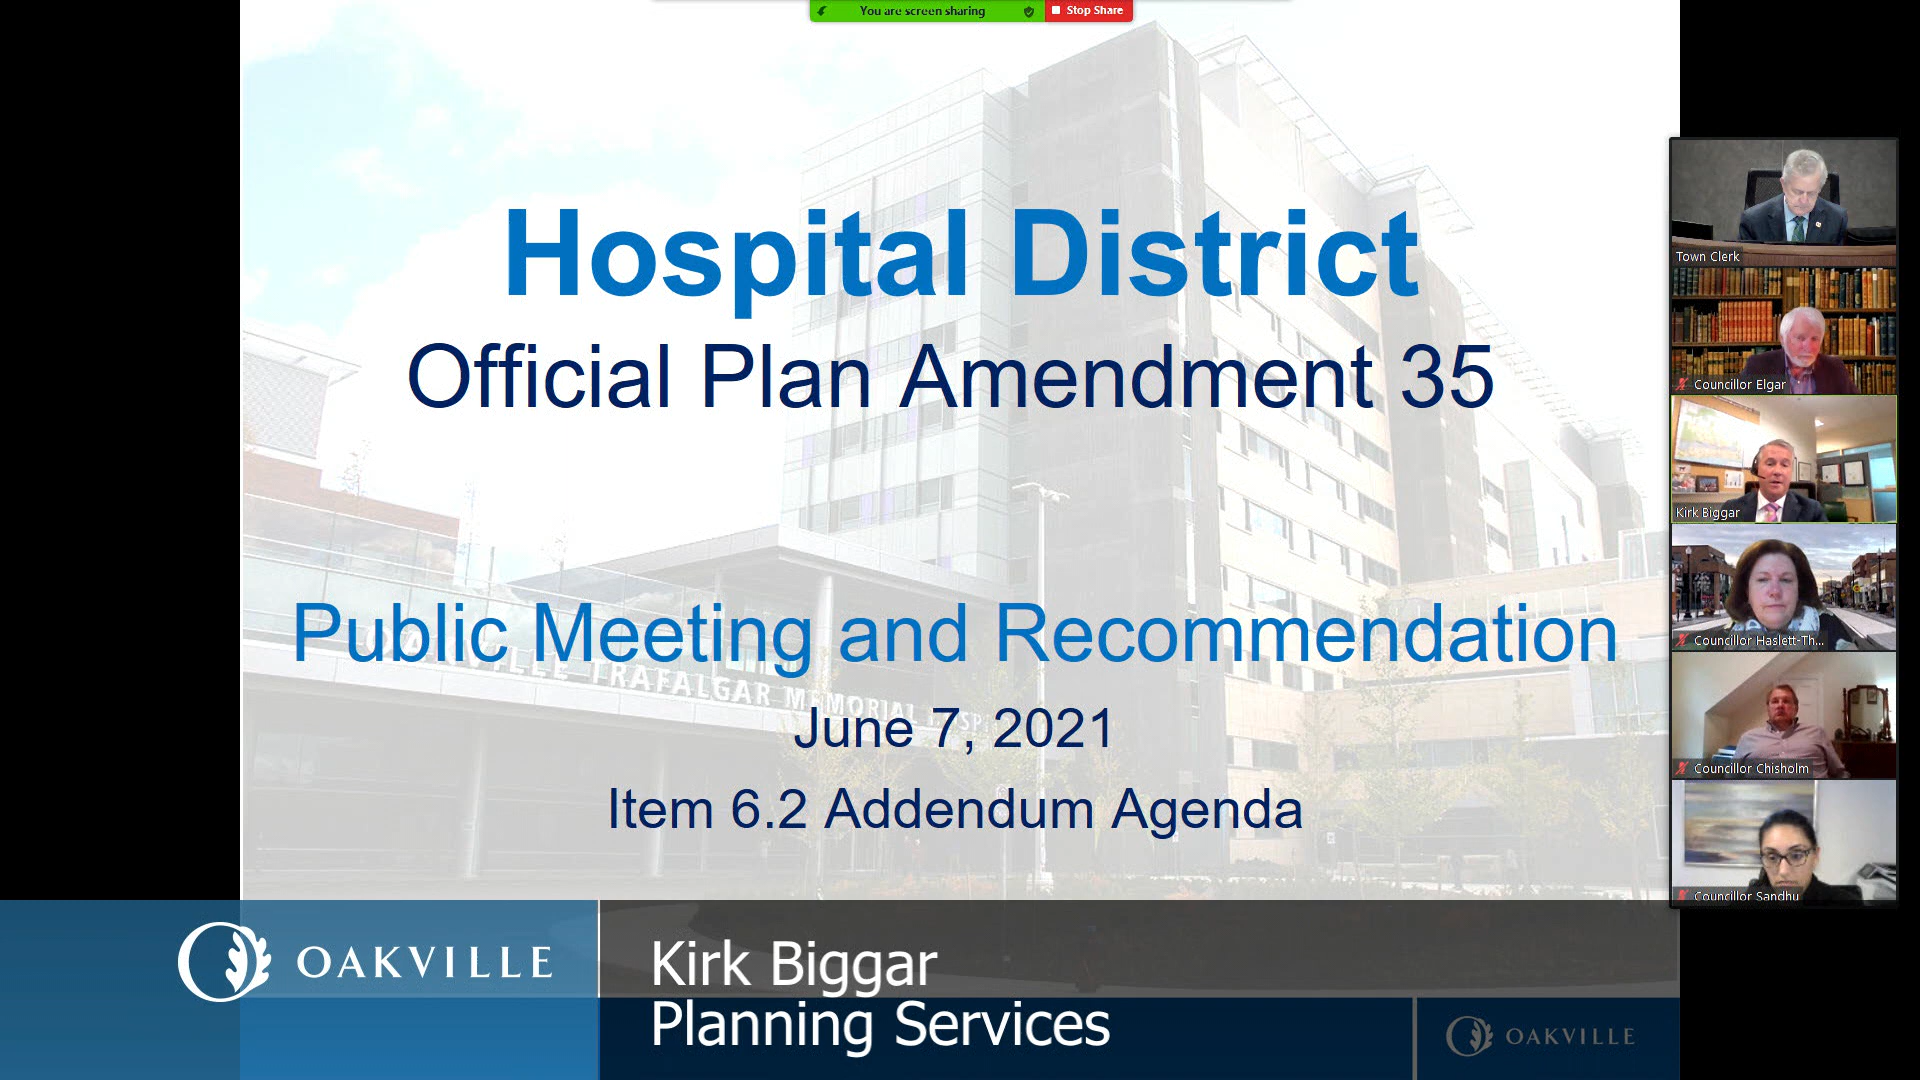 You are screen sharing
Stop Share
Hospital District
Official Plan Amendment 35
Public Meeting and Recommendation
TRAFALGAR MEMORIAL
June 7, 2021
Item 6.2 Addendum Agenda
Town Clerk
Councillor Elgar
Kirk Biggar
Councillor Haslett-Th...
Councillor Chisholm
Councillor Sandhu
OAKVILLE
Kirk Biggar
Planning Services
OAKVILLE